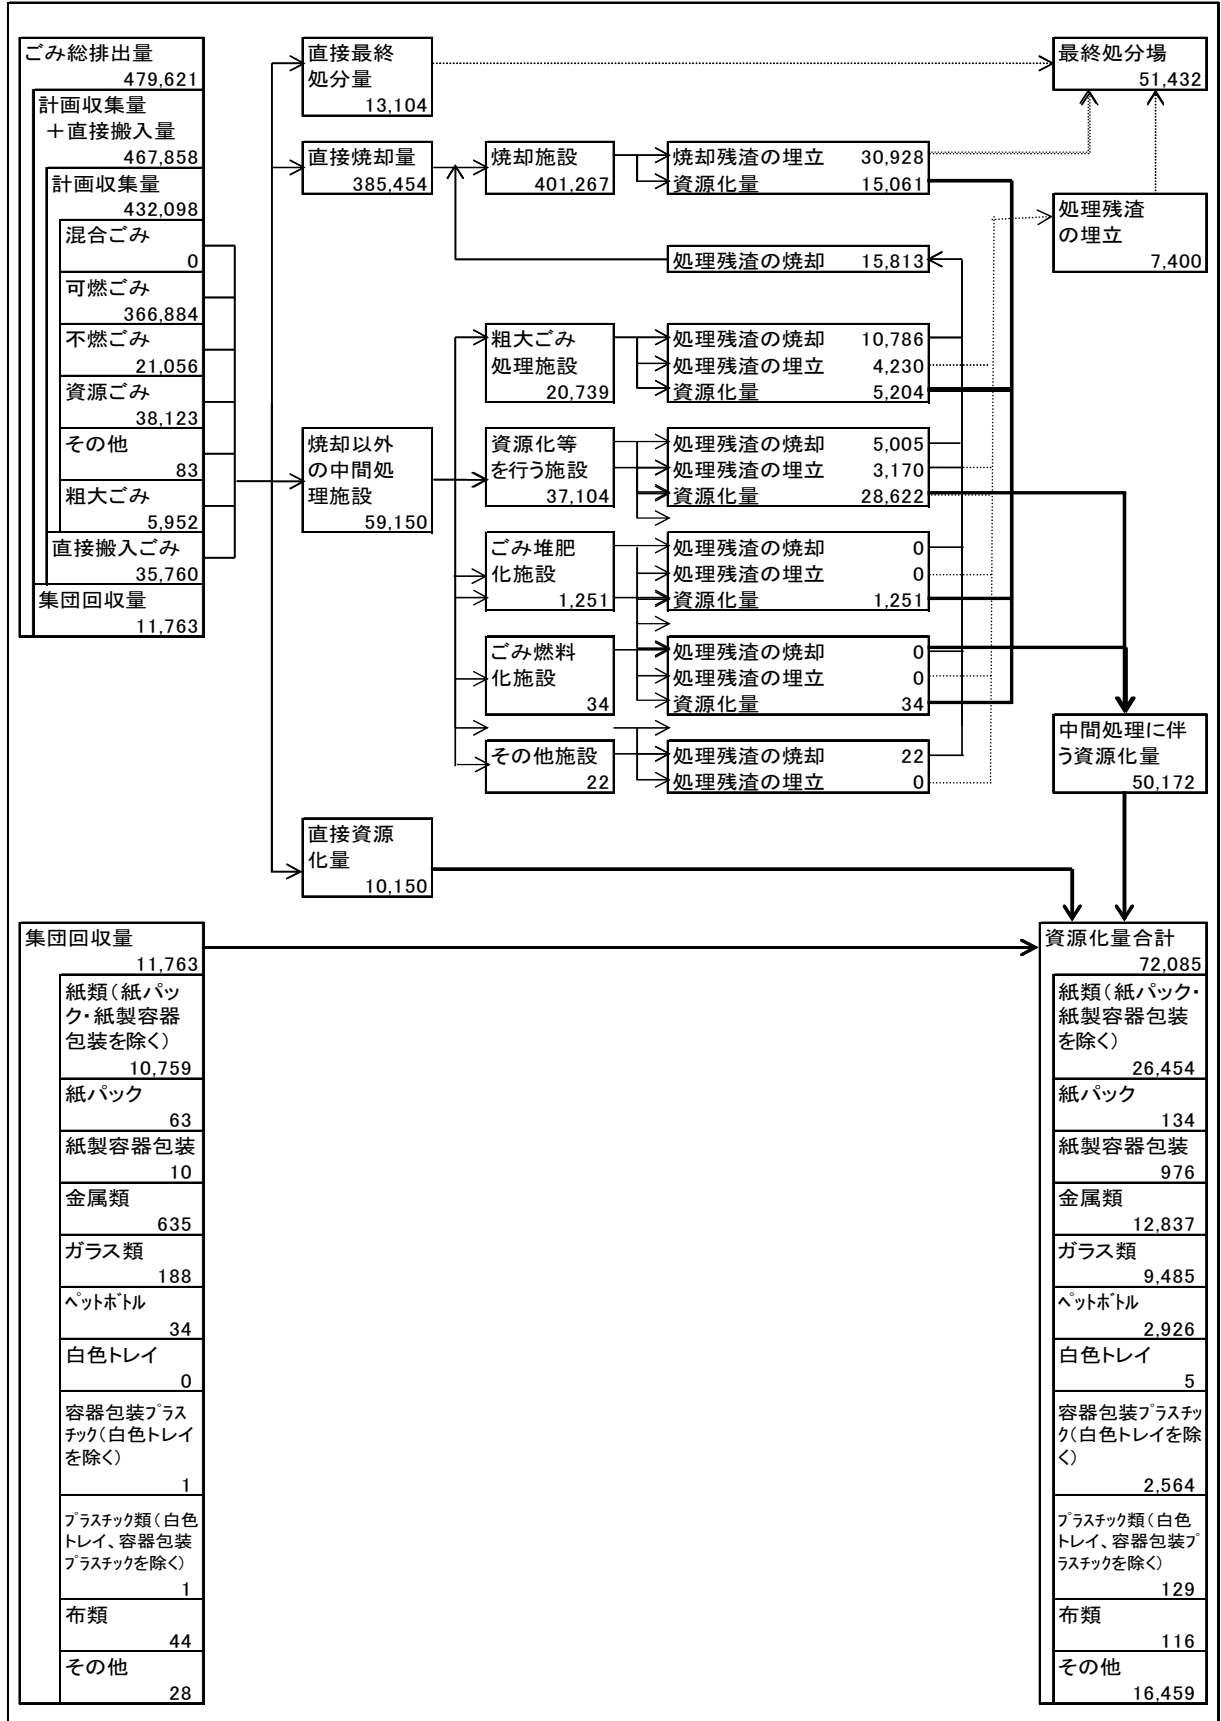 ごみ総排出量
479,621
計画収集量
＋直接搬入量
467,858
計画収集量
432,098
混合ごみ
0
可燃ごみ
366,884
不燃ごみ
21,056
資源ごみ
38,123
その他
83
粗大ごみ
5,952
直接搬入ごみ
35,760
集団回収量
11,763
直接最終
処分量
13,104
直接焼却量
385,454
焼却施設
401,267
焼却残渣の埋立 30,928
資源化量 15,061
処理残渣の焼却 15,813
最終処分場
51,432
処理残渣
の埋立
7,400
焼却以外
の中間処
理施設
59,150
粗大ごみ
処理施設
20,739
処理残渣の焼却 10,786
処理残渣の埋立 4,230
資源化量 5,204
資源化等
を行う施設
37,104
処理残渣の焼却 5,005
処理残渣の埋立 3,170
資源化量 28,622
ごみ堆肥
化施設
1,251
処理残渣の焼却 0
処理残渣の埋立 0
資源化量 1,251
ごみ燃料
化施設
34
処理残渣の焼却 0
処理残渣の埋立 0
資源化量 34
その他施設
22
処理残渣の焼却 22
処理残渣の埋立 0
中間処理に伴
う資源化量
50,172
直接資源
化量
10,150
集団回収量
11,763
紙類（紙パッ
ク・紙製容器
包装を除く）
10,759
紙パック
63
紙製容器包装
10
金属類
635
ガラス類
188
ﾍﾟｯﾄﾎﾞﾄﾙ
34
白色トレイ
0
容器包装ﾌﾟﾗｽ
ﾁｯｸ（白色トレイ
を除く）
1
ﾌﾟﾗｽﾁｯｸ類（白色
トレイ、容器包装
ﾌﾟﾗｽﾁｯｸを除く）
1
布類
44
その他
28
資源化量合計
72,085
紙類（紙パック・
紙製容器包装
を除く）
26,454
紙パック
134
紙製容器包装
976
金属類
12,837
ガラス類
9,485
ﾍﾟｯﾄﾎﾞﾄﾙ
2,926
白色トレイ
5
容器包装ﾌﾟﾗｽﾁｯ
ｸ（白色トレイを除
く）
2,564
ﾌﾟﾗｽﾁｯｸ類（白色
トレイ、容器包装ﾌﾟ
ﾗｽﾁｯｸを除く）
129
布類
116
その他
16,459